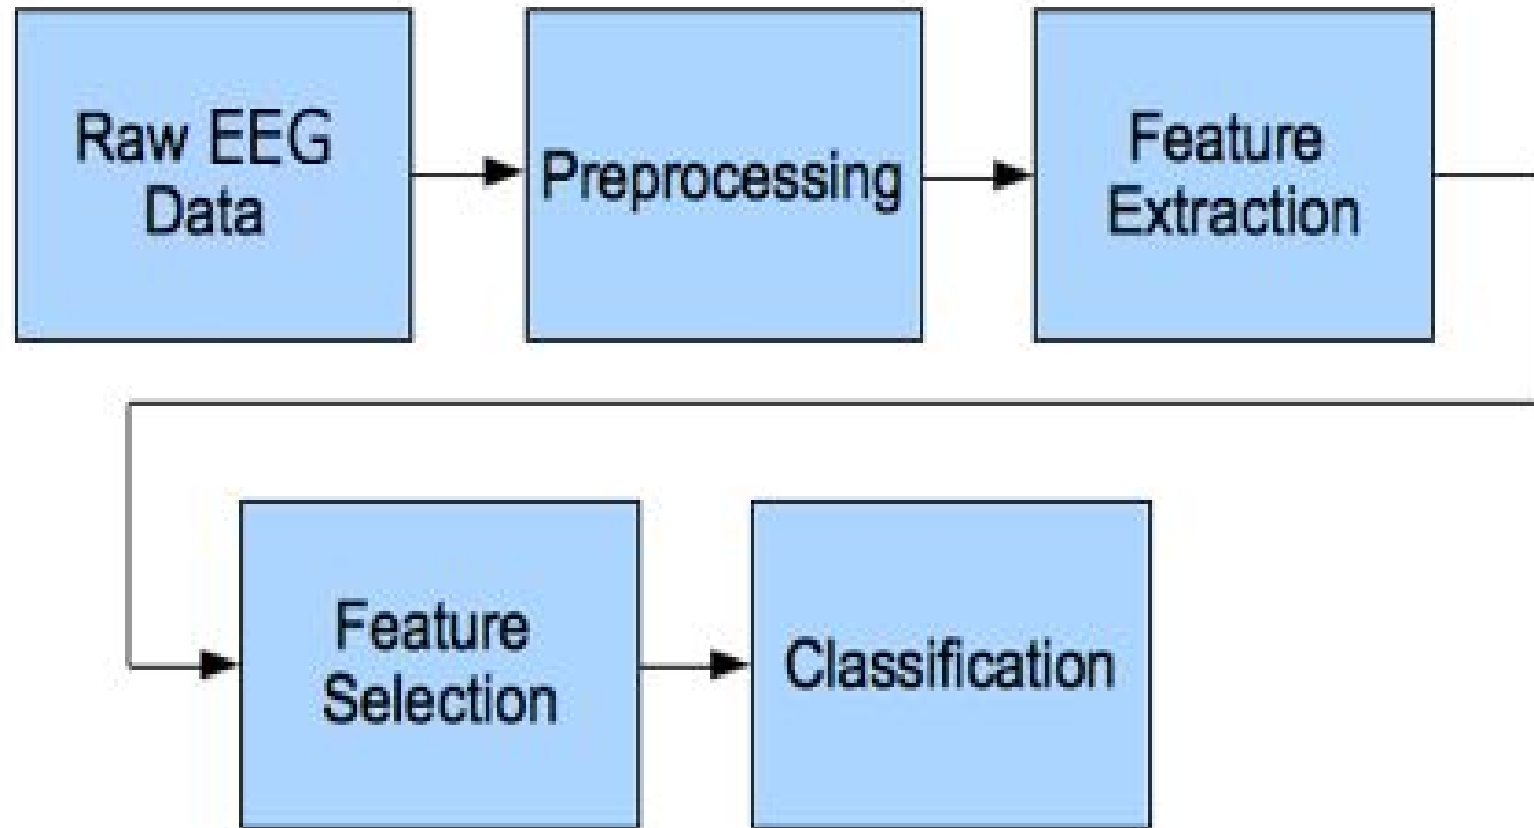 Raw EEG
Data
Preprocessing
Feature
Extraction
Feature
Selection
Classification